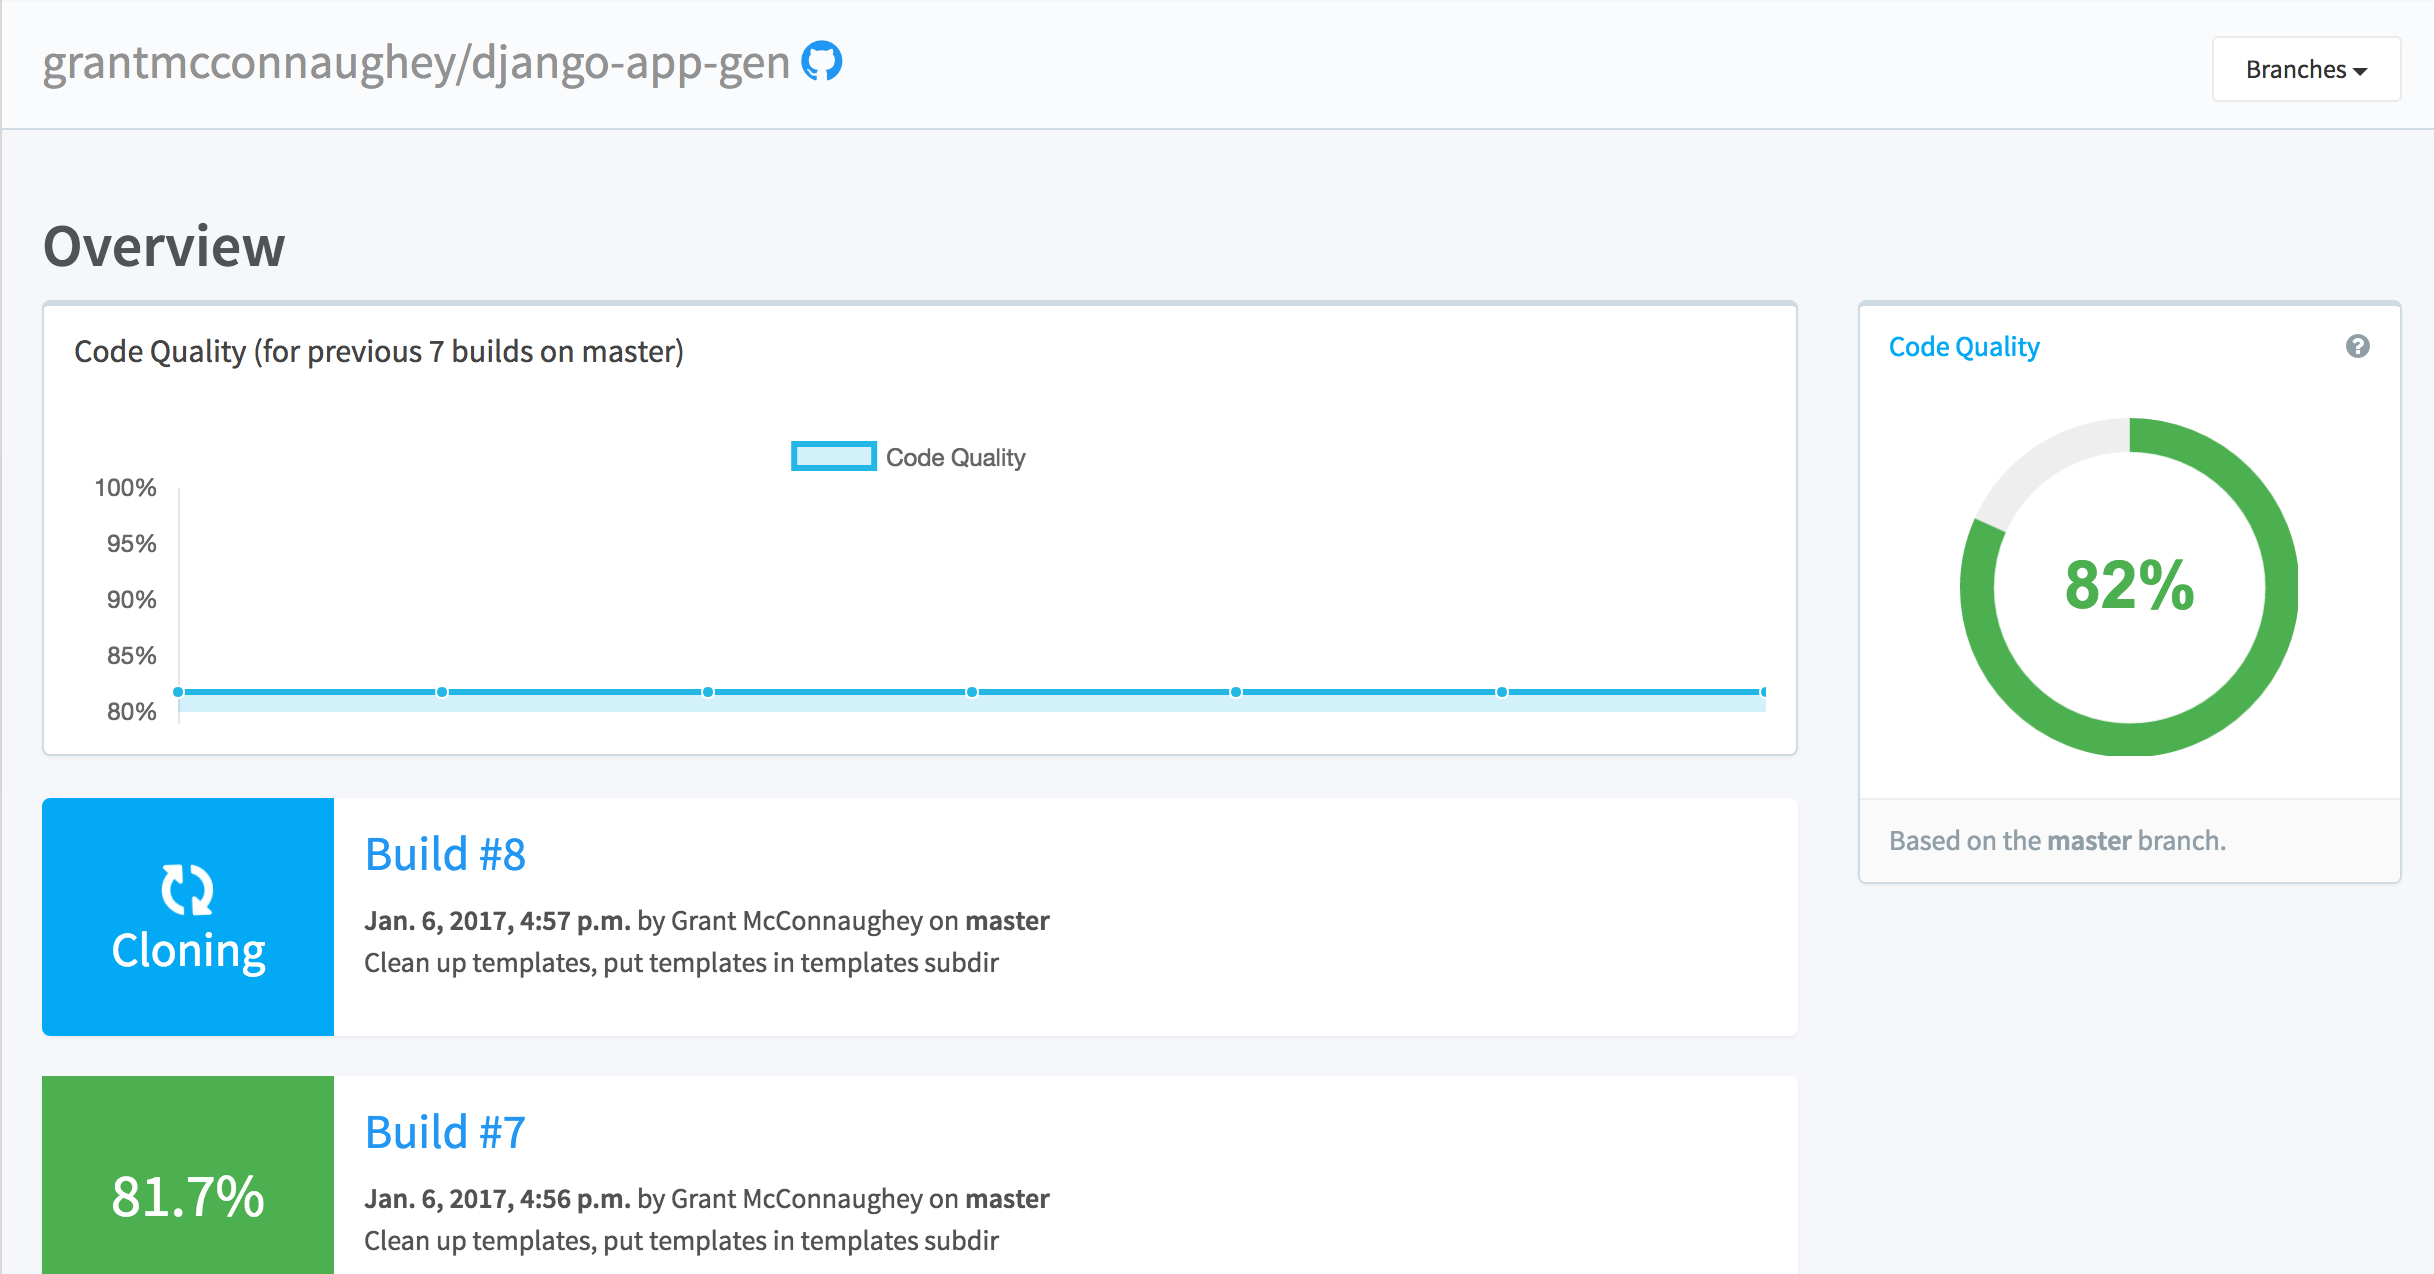 grantmcconnaughey/django-app-gen
Branches
Overview
Code Quality (for previous 7 builds on master)
Code Quality
100%
95%
90%
85%
80%
Code Quality
82%
Based on the master branch.
Cloning
Build #8
Jan. 6, 2017, 4:57 p.m. by Grant McConnaughey on master
Clean up templates, put templates in templates subdir
81.7%
Build #7
Jan. 6, 2017, 4:56 p.m. by Grant McConnaughey on master
Clean up templates, put templates in templates subdir